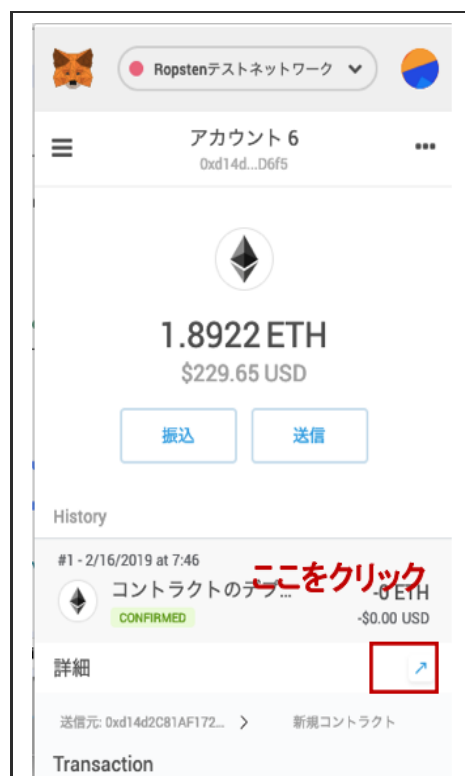 Ropstenテストネットワーク
アカウント 6
0xd14d...D6f5
1.8922 ETH
$229.65 USD
振込
送信
History
#1 - 2/16/2019 at 7:46
ここをクリック
コントラクトのデプ...
-0 ETH
CONFIRMED
-$0.00 USD
詳細
送信元: 0xd14d2C81AF172... > 新規コントラクト
Transaction